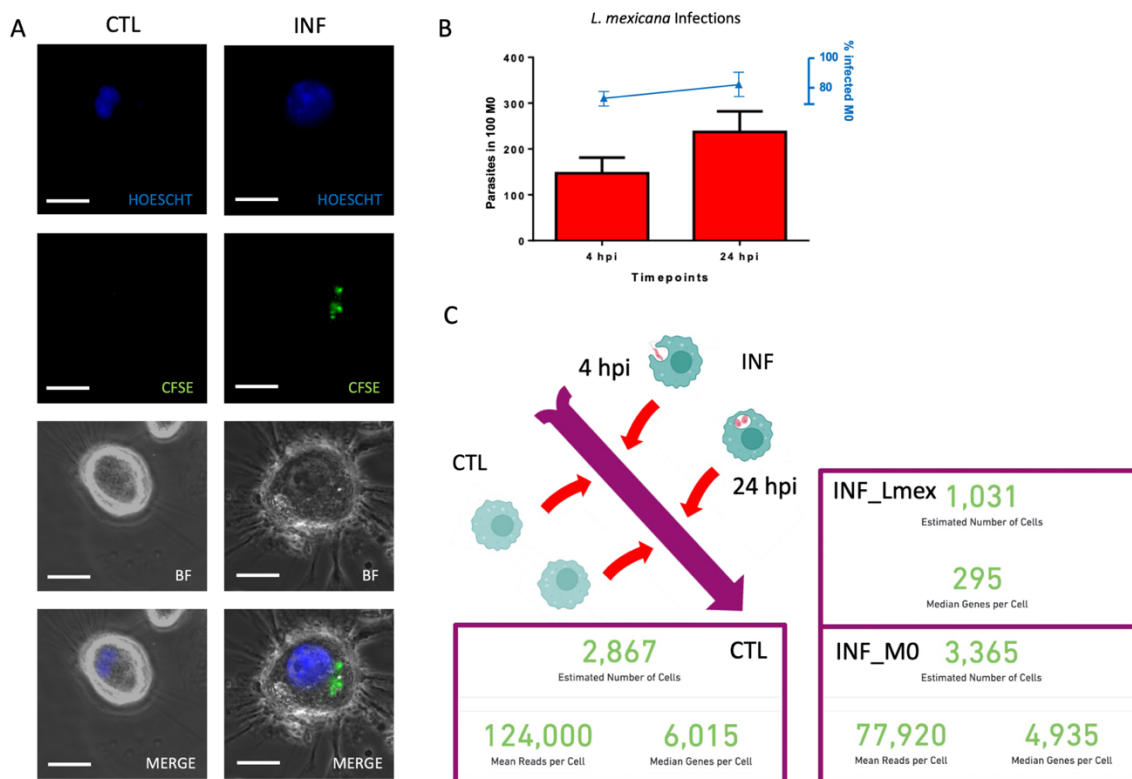 A
CTL
INF
HOESCHT
HOESCHT
CFSE
CFSE
BF
BF
MERGE
MERGE
B
L. mexicana Infections
400
300
200
100
0
Parasites in 100 M0
4 hpi
24 hpi
Timepoints
100
80
% infected M0
C
4 hpi
INF
CTL
24 hpi
2,867
CTL
Estimated Number of Cells
124,000
6,015
Mean Reads per Cell
Median Genes per Cell
INF_Lmex
1,031
Estimated Number of Cells
295
Median Genes per Cell
INF_M0
3,365
Estimated Number of Cells
77,920
4,935
Mean Reads per Cell
Median Genes per Cell